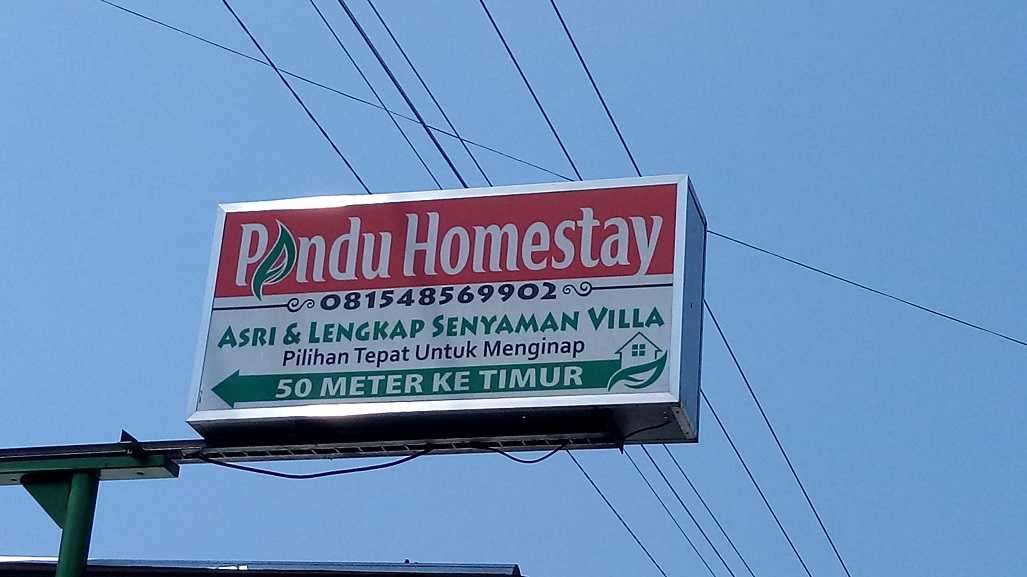 Pandu Homestay
081548569902
ASRI & LENGKAP SENYAMAN VILLA
Pilihan Tepat Untuk Menginap
50 METER KE TIMUR